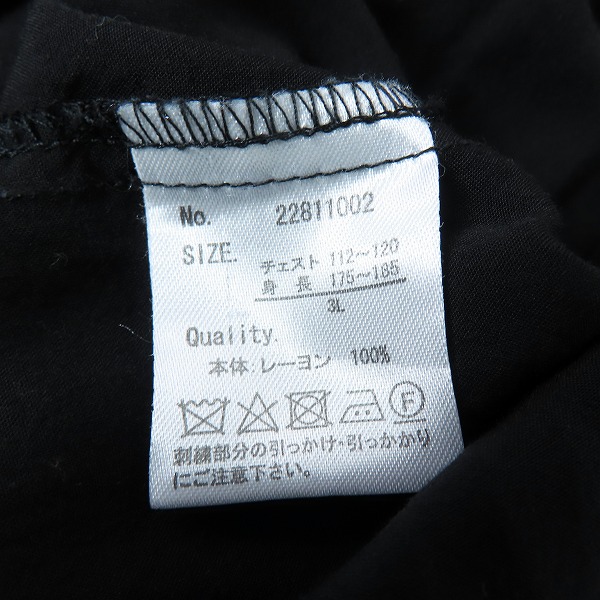 No. 22811002
SIZE. チェスト 112～120
身 長 175～185
3L
Quality.
本体:レーヨン 100%
F
刺繍部分の引っかけ・引っかかり
にご注意下さい。